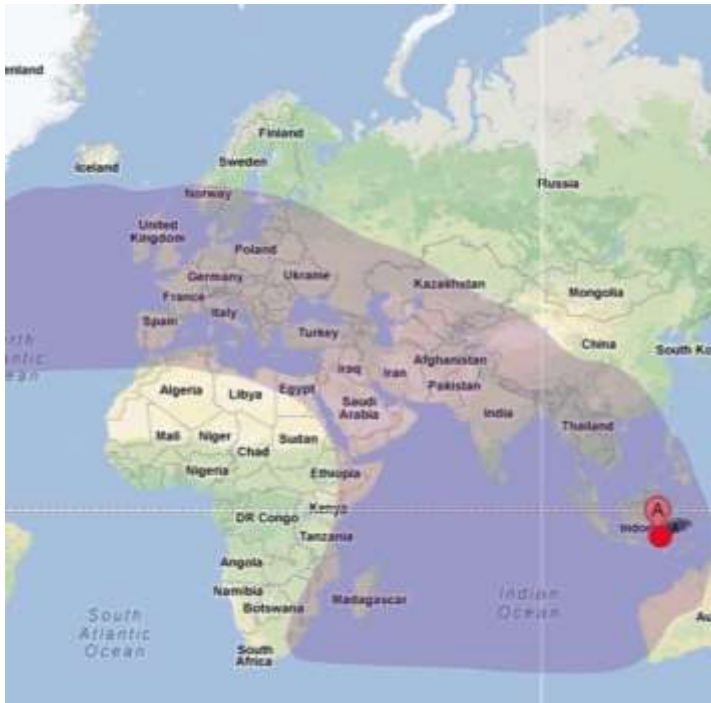 enland
Finland
Iceland
Sweden
Russia
Norway
United
Kingdom
Poland
Germany
Ukraine
Kazakhstan
Mongolia
France
Italy
Spain
Turkey
China
South Ko
Afghanistan
Iraq
Iran
Pakistan
Algeria
Libya
Egypt
Saudi
Arabia
India
Thailand
Mali
Niger
Chad
Sudan
Nigeria
Ethiopia
Kenya
DR Congo
Tanzania
A
Indo
Angola
Namibia
Botswana
Madagascar
Indian
Ocean
Au
South
Atlantic
Ocean
South
Africa